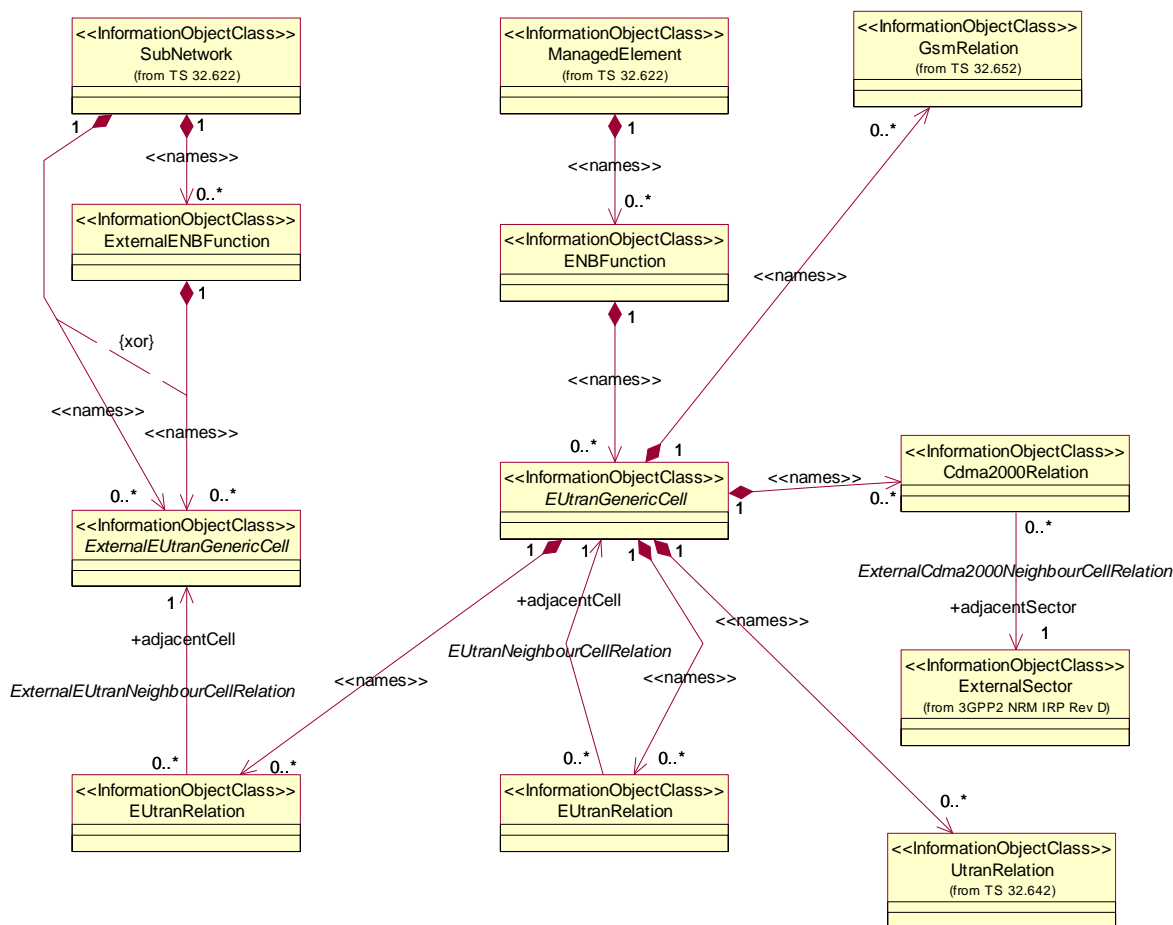 <<InformationObjectClass>>
SubNetwork
(from TS 32.622)
<<InformationObjectClass>>
ManagedElement
(from TS 32.622)
<<InformationObjectClass>>
GsmRelation
(from TS 32.652)
1
1
<<names>>
0..*
1
<<names>>
0..*
0..*
<<InformationObjectClass>>
ExternalENBFunction
<<InformationObjectClass>>
ENBFunction
1
{xor}
<<names>>
<<names>>
0..*
0..*
1
<<names>>
0..*
<<names>>
1
<<InformationObjectClass>>
ExternalEUtranGenericCell
<<InformationObjectClass>>
EUtranGenericCell
1
<<names>>
0..*
<<InformationObjectClass>>
Cdma2000Relation
0..*
ExternalCdma2000NeighbourCellRelation
+adjacentSector
1
<<InformationObjectClass>>
ExternalSector
(from 3GPP2 NRM IRP Rev D)
1
+adjacentCell
ExternalEUtranNeighbourCellRelation
0..*
1
<<names>>
0..*
1
+adjacentCell
EUtranNeighbourCellRelation
0..*
1
<<names>>
0..*
1
<<names>>
0..*
<<InformationObjectClass>>
EUtranRelation
<<InformationObjectClass>>
EUtranRelation
<<InformationObjectClass>>
UtranRelation
(from TS 32.642)